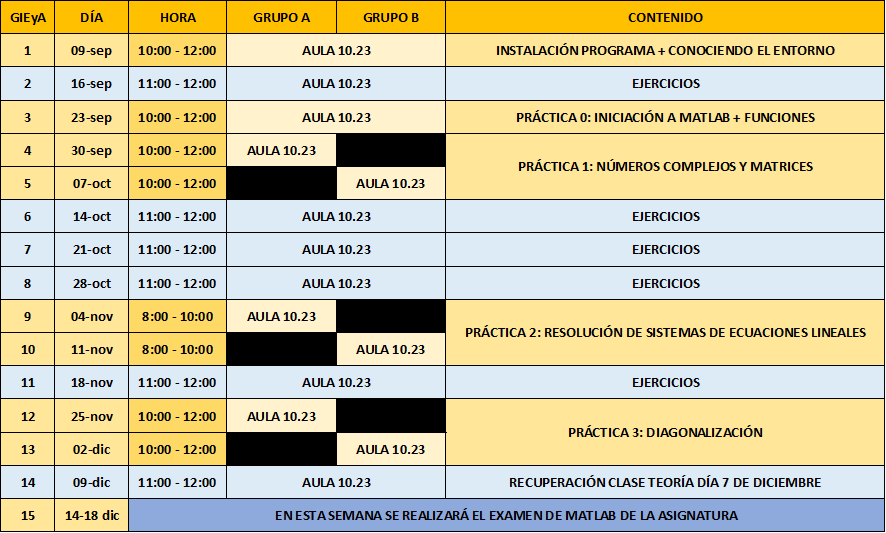 GIEyA DÍA HORA GRUPO A GRUPO B CONTENIDO
1 09-sep 10:00 - 12:00 AULA 10.23 INSTALACIÓN PROGRAMA + CONOCIENDO EL ENTORNO
2 16-sep 11:00 - 12:00 AULA 10.23 EJERCICIOS
3 23-sep 10:00 - 12:00 AULA 10.23 PRÁCTICA 0: INICIACIÓN A MATLAB + FUNCIONES
4 30-sep 10:00 - 12:00 AULA 10.23
PRÁCTICA 1: NÚMEROS COMPLEJOS Y MATRICES
5 07-oct 10:00 - 12:00 AULA 10.23
6 14-oct 11:00 - 12:00 AULA 10.23 EJERCICIOS
7 21-oct 11:00 - 12:00 AULA 10.23 EJERCICIOS
8 28-oct 11:00 - 12:00 AULA 10.23 EJERCICIOS
9 04-nov 8:00 - 10:00 AULA 10.23
PRÁCTICA 2: RESOLUCIÓN DE SISTEMAS DE ECUACIONES LINEALES
10 11-nov 8:00 - 10:00 AULA 10.23
11 18-nov 11:00 - 12:00 AULA 10.23 EJERCICIOS
12 25-nov 10:00 - 12:00 AULA 10.23
PRÁCTICA 3: DIAGONALIZACIÓN
13 02-dic 10:00 - 12:00 AULA 10.23
14 09-dic 11:00 - 12:00 AULA 10.23 RECUPERACIÓN CLASE TEORÍA DÍA 7 DE DICIEMBRE
15 14-18 dic EN ESTA SEMANA SE REALIZARÁ EL EXAMEN DE MATLAB DE LA ASIGNATURA